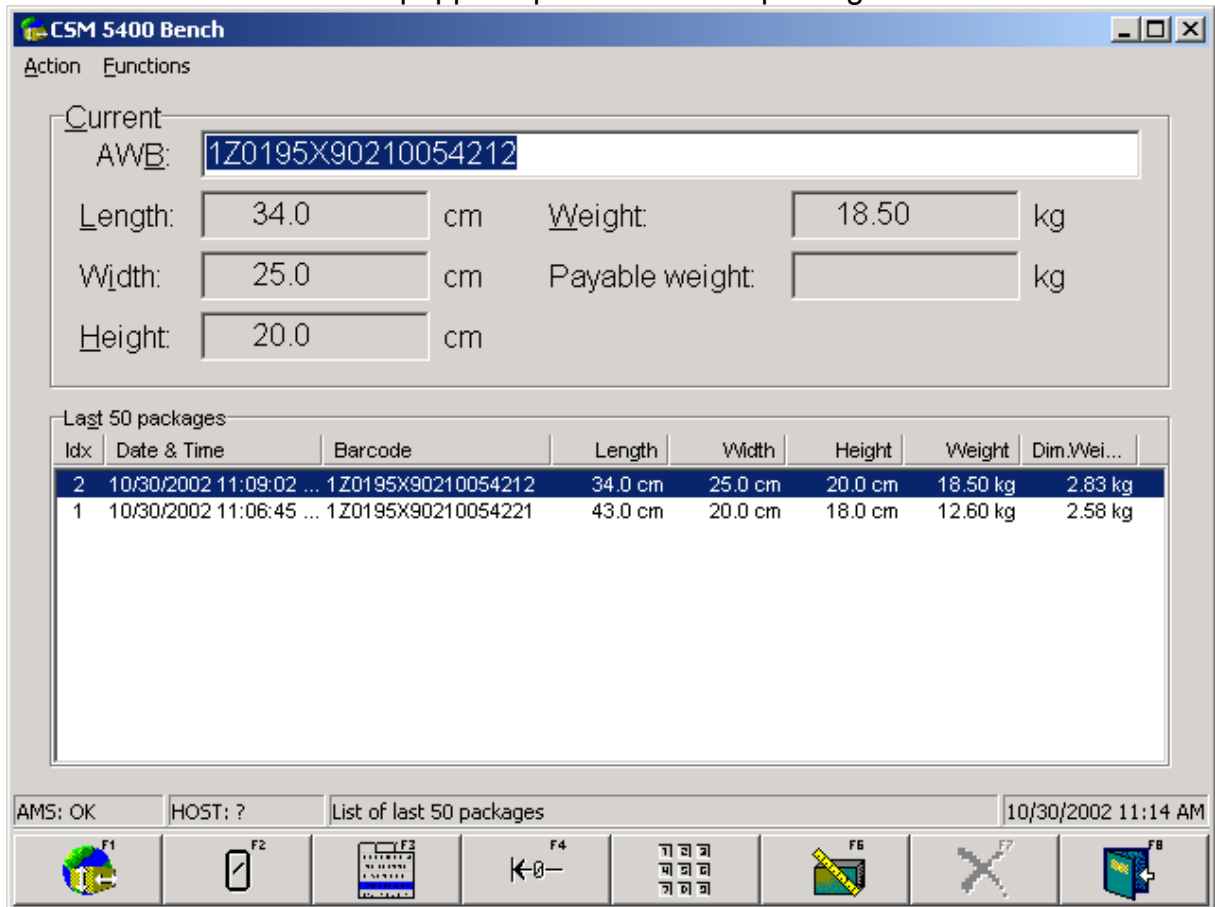 CSM 5400 Bench
Action Functions
Current
AWB: 1Z0195X90210054212
Length: 34.0 cm Weight: 18.50 kg
Width: 25.0 cm Payable weight: kg
Height: 20.0 cm
Last 50 packages
Idx Date & Time Barcode Length Width Height Weight Dim.Wei...
2 10/30/2002 11:09:02 ... 1Z0195X90210054212 34.0 cm 25.0 cm 20.0 cm 18.50 kg 2.83 kg
1 10/30/2002 11:06:45 ... 1Z0195X90210054221 43.0 cm 20.0 cm 18.0 cm 12.60 kg 2.58 kg
AMS: OK HOST: ? List of last 50 packages 10/30/2002 11:14 AM
F1 F2 F3 F4 F6 F7 F8